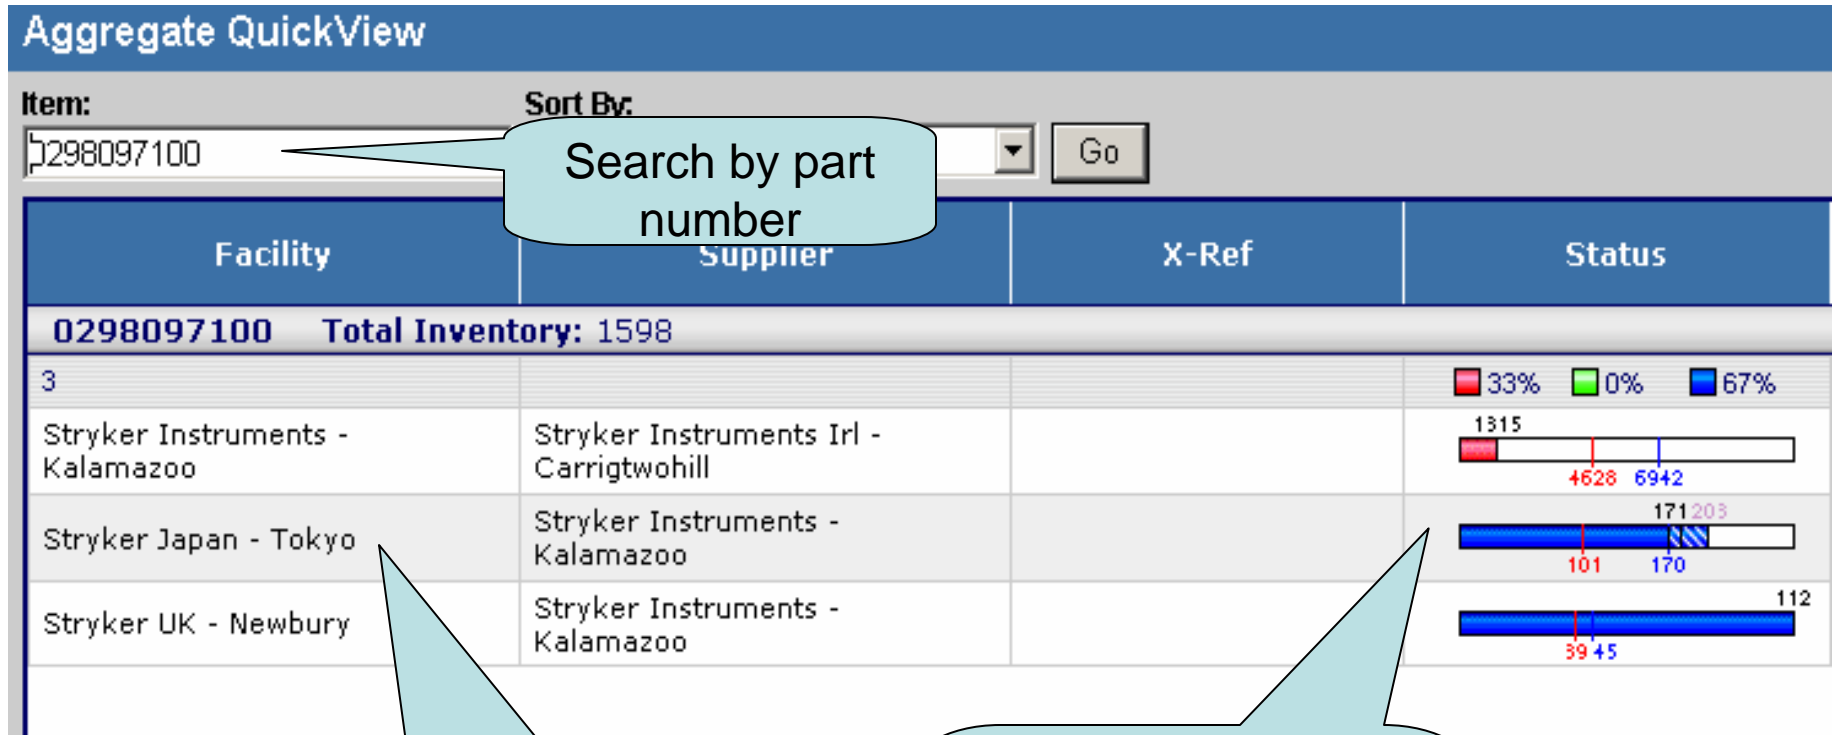 Aggregate QuickView
Item: Sort By:
0298097100 Go
Search by part
number
Facility Supplier X-Ref Status
0298097100 Total Inventory: 1598
3 33% 0% 67%
Stryker Instruments -
Kalamazoo
Stryker Instruments Irl -
Carrigtwohill
1315
4628 6942
Stryker Japan - Tokyo
Stryker Instruments -
Kalamazoo
171 203
101 170
Stryker UK - Newbury
Stryker Instruments -
Kalamazoo
112
39 45